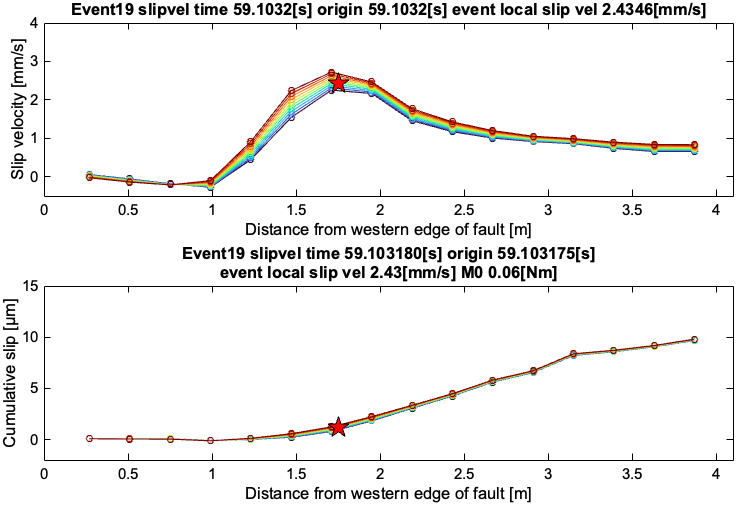 Event19 slipvel time 59.1032[s] origin 59.1032[s] event local slip vel 2.4346[mm/s]
4
3
2
1
0
Slip velocity [mm/s]
0 0.5 1 1.5 2 2.5 3 3.5 4
Distance from western edge of fault [m]
Event19 slipvel time 59.103180[s] origin 59.103175[s]
event local slip vel 2.43[mm/s] M0 0.06[Nm]
15
10
5
0
Cumulative slip [µm]
0 0.5 1 1.5 2 2.5 3 3.5 4
Distance from western edge of fault [m]